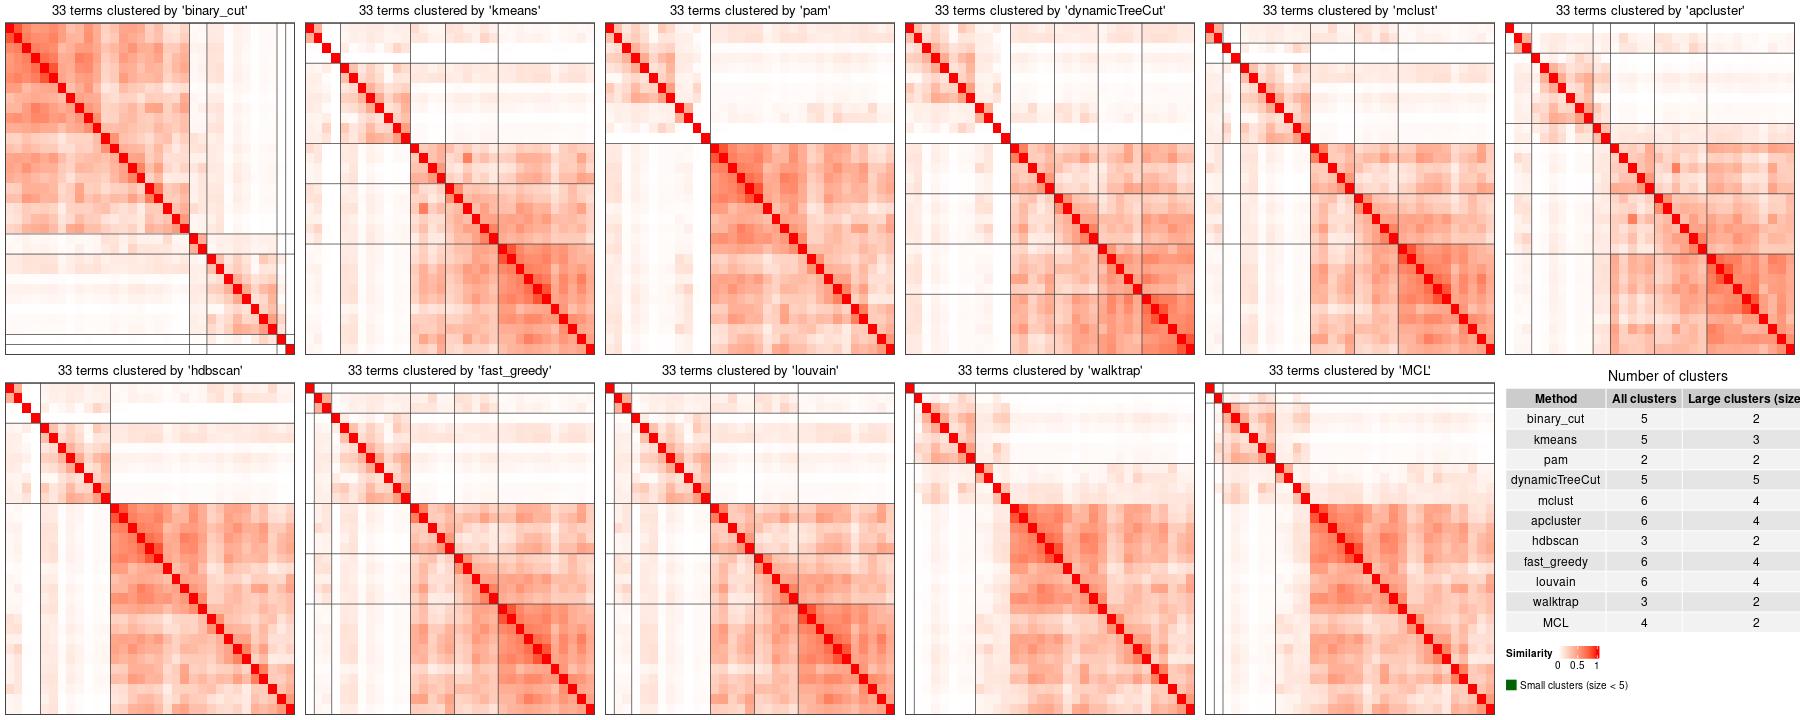 33 terms clustered by 'binary_cut'
33 terms clustered by 'kmeans'
33 terms clustered by 'pam'
33 terms clustered by 'dynamicTreeCut'
33 terms clustered by 'mclust'
33 terms clustered by 'apcluster'
33 terms clustered by 'hdbscan'
33 terms clustered by 'fast_greedy'
33 terms clustered by 'louvain'
33 terms clustered by 'walktrap'
33 terms clustered by 'MCL'
Number of clusters
Method All clusters Large clusters (size
binary_cut 5 2
kmeans 5 3
pam 2 2
dynamicTreeCut 5 5
mclust 6 4
apcluster 6 4
hdbscan 3 2
fast_greedy 6 4
louvain 6 4
walktrap 3 2
MCL 4 2
Similarity
0 0.5 1
Small clusters (size < 5)